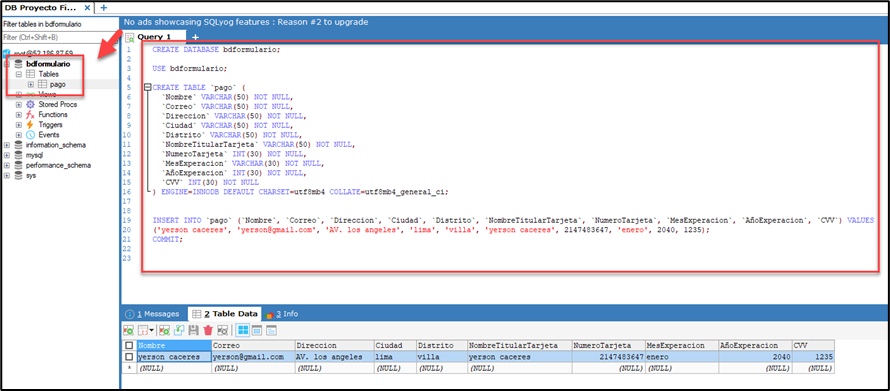 DB Proyecto Fi...
No ads showcasing SQLyog features : Reason #2 to upgrade
Filter tables in bdformulario
Filter (Ctrl+Shift+B)
root@52.186.87.69
bdformulario
Tables
pago
Views
Stored Procs
Functions
Triggers
Events
information_schema
mysql
performance_schema
sys
Query 1
1 CREATE DATABASE bdformulario;
2
3 USE bdformulario;
4
5 CREATE TABLE `pago` (
6 `Nombre` VARCHAR(50) NOT NULL,
7 `Correo` VARCHAR(50) NOT NULL,
8 `Direccion` VARCHAR(50) NOT NULL,
9 `Ciudad` VARCHAR(50) NOT NULL,
10 `Distrito` VARCHAR(50) NOT NULL,
11 `NombreTitularTarjeta` VARCHAR(50) NOT NULL,
12 `NumeroTarjeta` INT(30) NOT NULL,
13 `MesExperacion` VARCHAR(30) NOT NULL,
14 `AñoExperacion` INT(30) NOT NULL,
15 `CVV` INT(30) NOT NULL
16 ) ENGINE=INNODB DEFAULT CHARSET=utf8mb4 COLLATE=utf8mb4_general_ci;
17
18
19 INSERT INTO `pago` (`Nombre`, `Correo`, `Direccion`, `Ciudad`, `Distrito`, `NombreTitularTarjeta`, `NumeroTarjeta`, `MesExperacion`, `AñoExperacion`, `CVV`) VALUES
20 ('yerson caceres', 'yerson@gmail.com', 'AV. los angeles', 'lima', 'villa', 'yerson caceres', 2147483647, 'enero', 2040, 1235);
21 COMMIT;
22
23
1 Messages 2 Table Data 3 Info
Nombre Correo Direccion Ciudad Distrito NombreTitularTarjeta NumeroTarjeta MesExperacion AñoExperacion CVV
yerson caceres yerson@gmail.com AV. los angeles lima villa yerson caceres 2147483647 enero 2040 1235
* (NULL) (NULL) (NULL) (NULL) (NULL) (NULL) (NULL) (NULL) (NULL) (NULL)